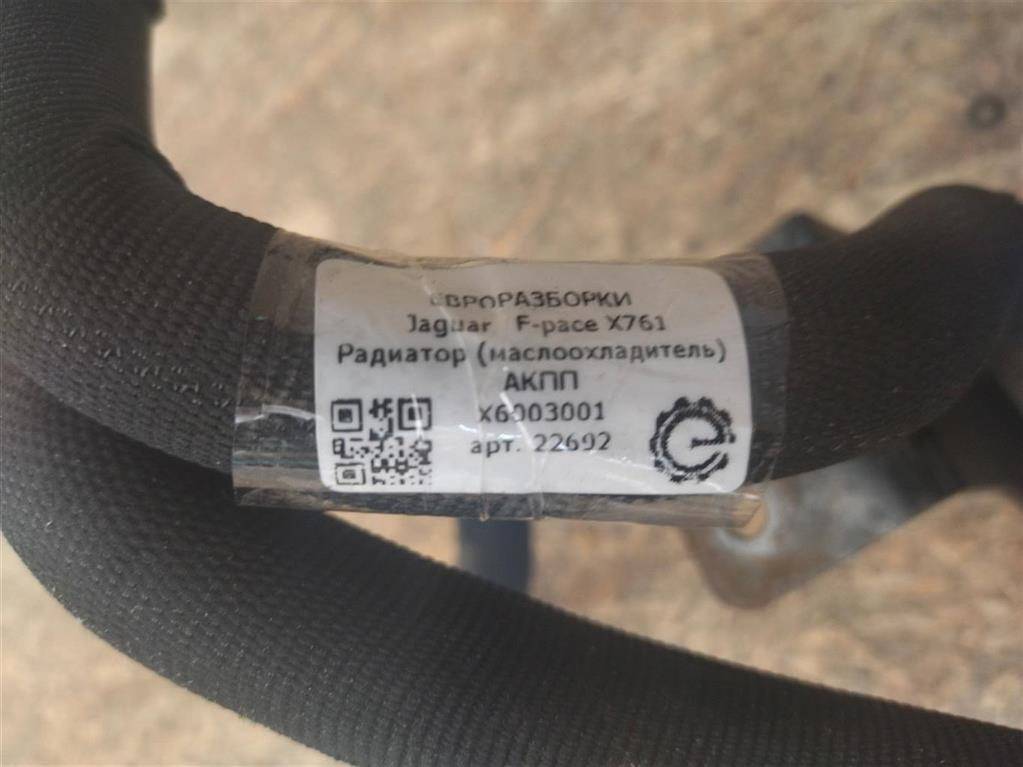 ЕВРОРАЗБОРКИ
Jaguar F-pace X761
Радиатор (маслоохладитель)
АКПП
X6003001
арт. 22692